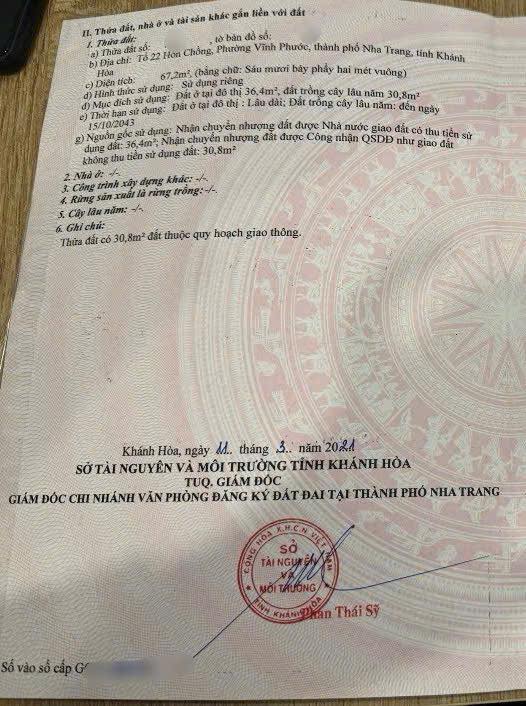 II. Thửa đất, nhà ở và tài sản khác gắn liền với đất
1. Thửa đất:
a) Thửa đất số: , tờ bản đồ số:
b) Địa chỉ: Tổ 22 Hòn Chồng, Phường Vĩnh Phước, thành phố Nha Trang, tỉnh Khánh
Hòa
c) Diện tích: 67,2m², (bằng chữ: Sáu mươi bảy phẩy hai mét vuông)
d) Hình thức sử dụng: Sử dụng riêng
đ) Mục đích sử dụng: Đất ở tại đô thị 36,4m², đất trồng cây lâu năm 30,8m²
e) Thời hạn sử dụng: Đất ở tại đô thị : Lâu dài; Đất trồng cây lâu năm: đến ngày
15/10/2043
g) Nguồn gốc sử dụng: Nhận chuyển nhượng đất được Nhà nước giao đất có thu tiền sử
dụng đất: 36,4m²; Nhận chuyển nhượng đất được Công nhận QSDĐ như giao đất
không thu tiền sử dụng đất: 30,8m²
2. Nhà ở: -/-.
3. Công trình xây dựng khác: -/-.
4. Rừng sản xuất là rừng trồng:-/-.
5. Cây lâu năm: -/-.
6. Ghi chú:
Thửa đất có 30,8m² đất thuộc quy hoạch giao thông.
Khánh Hòa, ngày 11.. tháng 3.. năm 2021
SỞ TÀI NGUYÊN VÀ MÔI TRƯỜNG TỈNH KHÁNH HÒA
TUQ. GIÁM ĐỐC
GIÁM ĐỐC CHI NHÁNH VĂN PHÒNG ĐĂNG KÝ ĐẤT ĐAI TẠI THÀNH PHỐ NHA TRANG
CỘNG HÒA X.H.C.N VIỆT NAM
SỞ
TÀI NGUYÊN
VÀ
MÔI TRƯỜNG
TỈNH KHÁNH HÒA
Phan Thái Sỹ
Số vào sổ cấp G